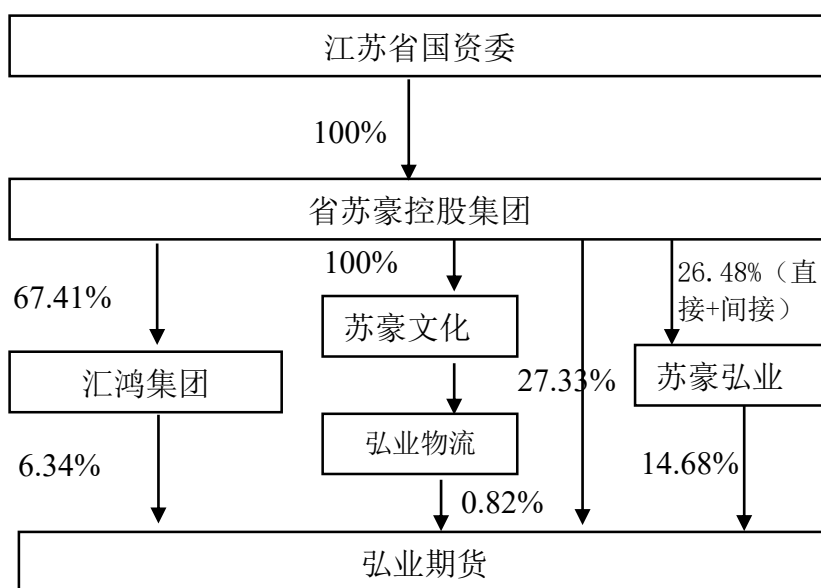 江苏省国资委
100%
省苏豪控股集团
67.41%
100%
26.48%（直
接+间接）
苏豪文化
汇鸿集团
27.33%
苏豪弘业
弘业物流
6.34%
0.82%
14.68%
弘业期货